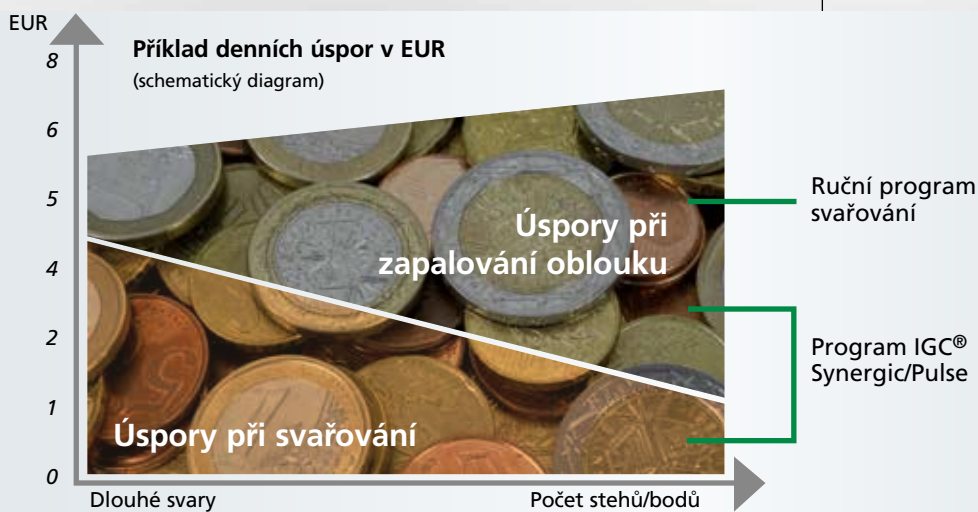 EUR
Příklad denních úspor v EUR
(schematický diagram)
8
6
5
4
2
1
0
Úspory při
zapalování oblouku
Úspory při svařování
Ruční program
svařování
Program IGC®
Synergic/Pulse
Dlouhé svary
Počet stehů/bodů